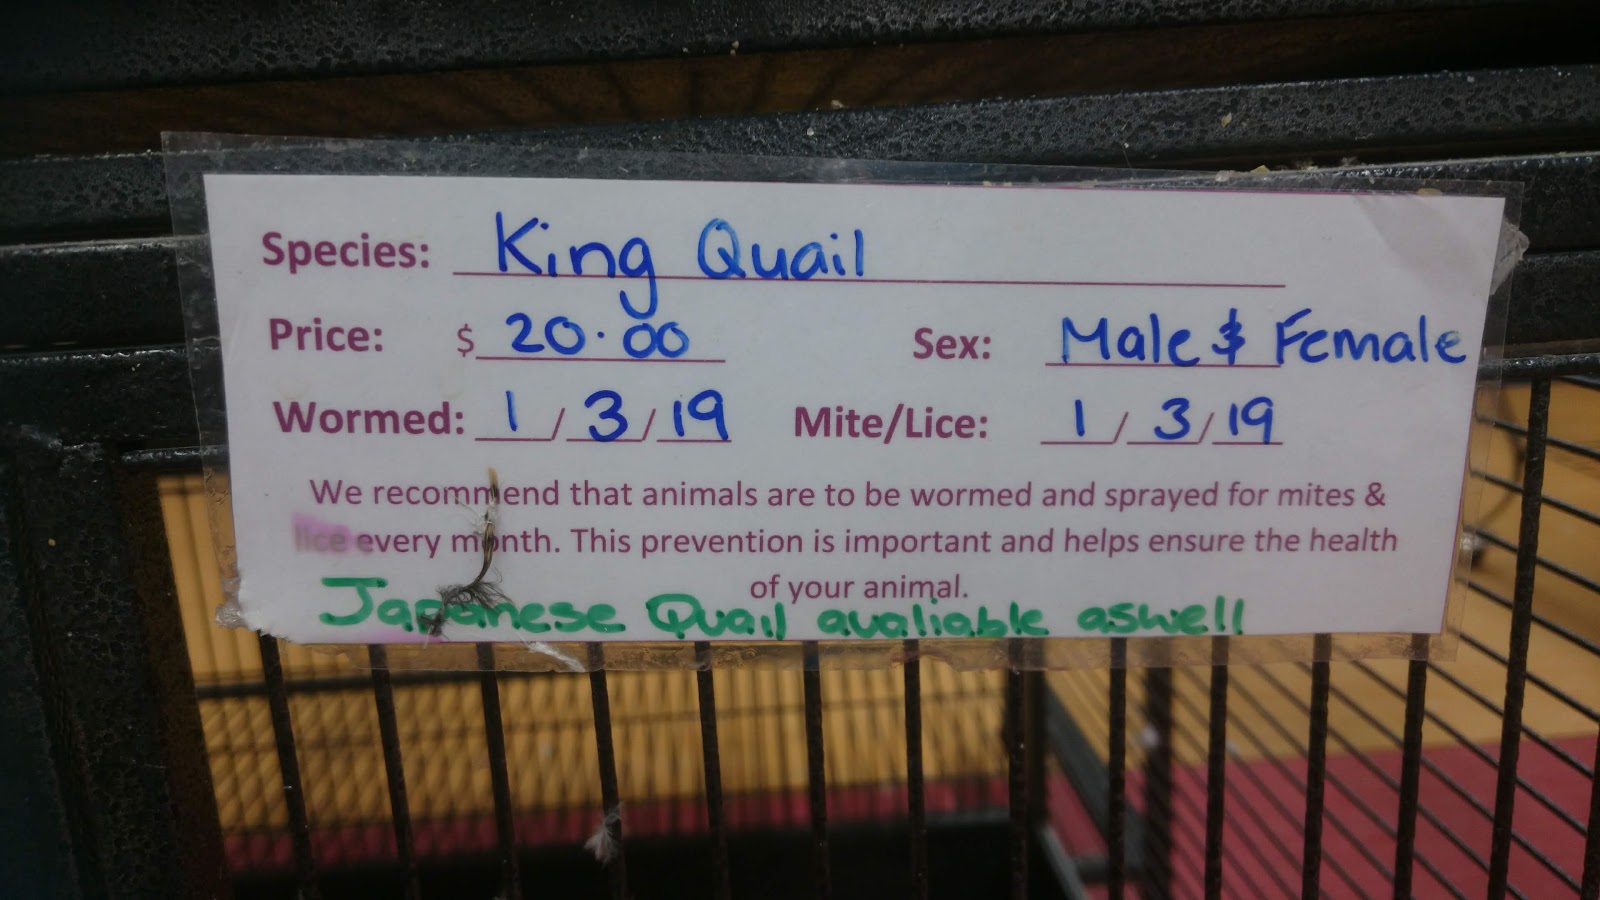 Species: King Quail
Price: $ 20.00 Sex: Male & Female
Wormed: 1/3/19 Mite/Lice: 1/3/19
We recommend that animals are to be wormed and sprayed for mites &
lice every month. This prevention is important and helps ensure the health
of your animal.
Japanese Quail avaliable aswell